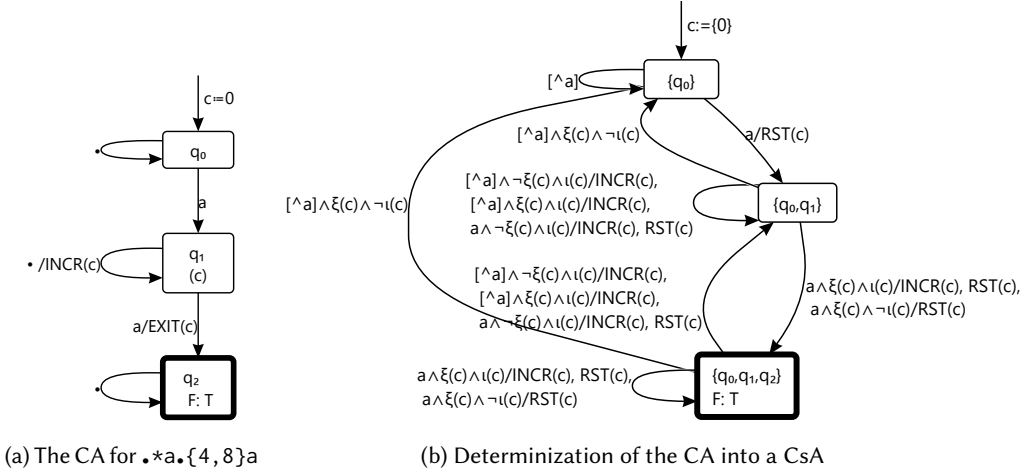 c:=0
q₀
•
a
q₁
(c)
• /INCR(c)
a/EXIT(c)
q₂
F: T
•
(a) The CA for .*a.{4,8}a
c:={0}
{q₀}
[^a]
[^a]∧ξ(c)∧¬ι(c)
a/RST(c)
[^a]∧ξ(c)∧¬ι(c)
[^a]∧¬ξ(c)∧ι(c)/INCR(c),
[^a]∧ξ(c)∧ι(c)/INCR(c),
a∧¬ξ(c)∧ι(c)/INCR(c), RST(c)
{q₀,q₁}
[^a]∧¬ξ(c)∧ι(c)/INCR(c),
[^a]∧ξ(c)∧ι(c)/INCR(c),
a∧¬ξ(c)∧ι(c)/INCR(c), RST(c)
a∧ξ(c)∧ι(c)/INCR(c), RST(c),
a∧ξ(c)∧¬ι(c)/RST(c)
a∧ξ(c)∧ι(c)/INCR(c), RST(c),
a∧ξ(c)∧¬ι(c)/RST(c)
{q₀,q₁,q₂}
F: T
(b) Determinization of the CA into a CsA